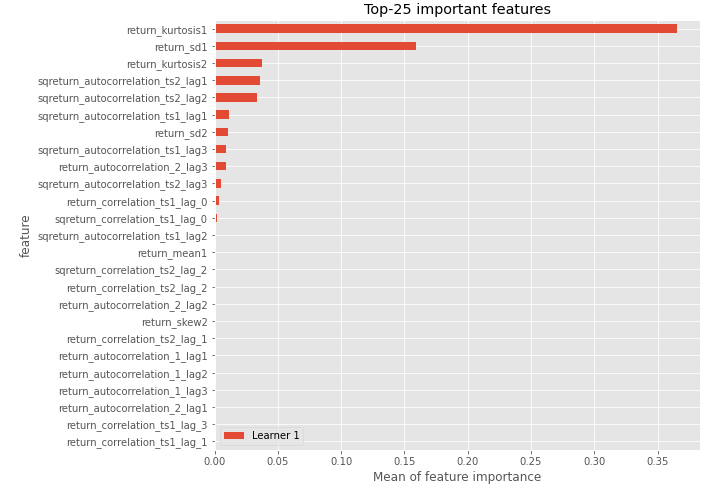 Top-25 important features
return_kurtosis1
return_sd1
return_kurtosis2
sqreturn_autocorrelation_ts2_lag1
sqreturn_autocorrelation_ts2_lag2
sqreturn_autocorrelation_ts1_lag1
return_sd2
sqreturn_autocorrelation_ts1_lag3
return_autocorrelation_2_lag3
sqreturn_autocorrelation_ts2_lag3
return_correlation_ts1_lag_0
sqreturn_correlation_ts1_lag_0
sqreturn_autocorrelation_ts1_lag2
return_mean1
sqreturn_correlation_ts2_lag_2
return_correlation_ts2_lag_2
return_autocorrelation_2_lag2
return_skew2
return_correlation_ts2_lag_1
return_autocorrelation_1_lag1
return_autocorrelation_1_lag2
return_autocorrelation_1_lag3
return_autocorrelation_2_lag1
return_correlation_ts1_lag_3
return_correlation_ts1_lag_1
feature
Learner 1
0.00 0.05 0.10 0.15 0.20 0.25 0.30 0.35
Mean of feature importance